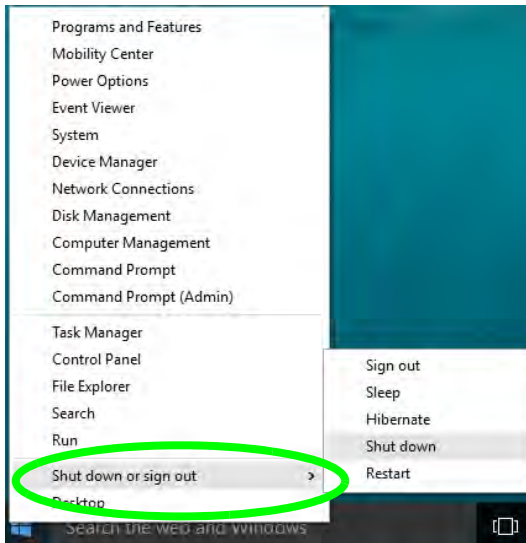 Programs and Features
Mobility Center
Power Options
Event Viewer
System
Device Manager
Network Connections
Disk Management
Computer Management
Command Prompt
Command Prompt (Admin)
Task Manager
Control Panel
File Explorer
Search
Run
Shut down or sign out
Desktop
Sign out
Sleep
Hibernate
Shut down
Restart
Search the web and Windows